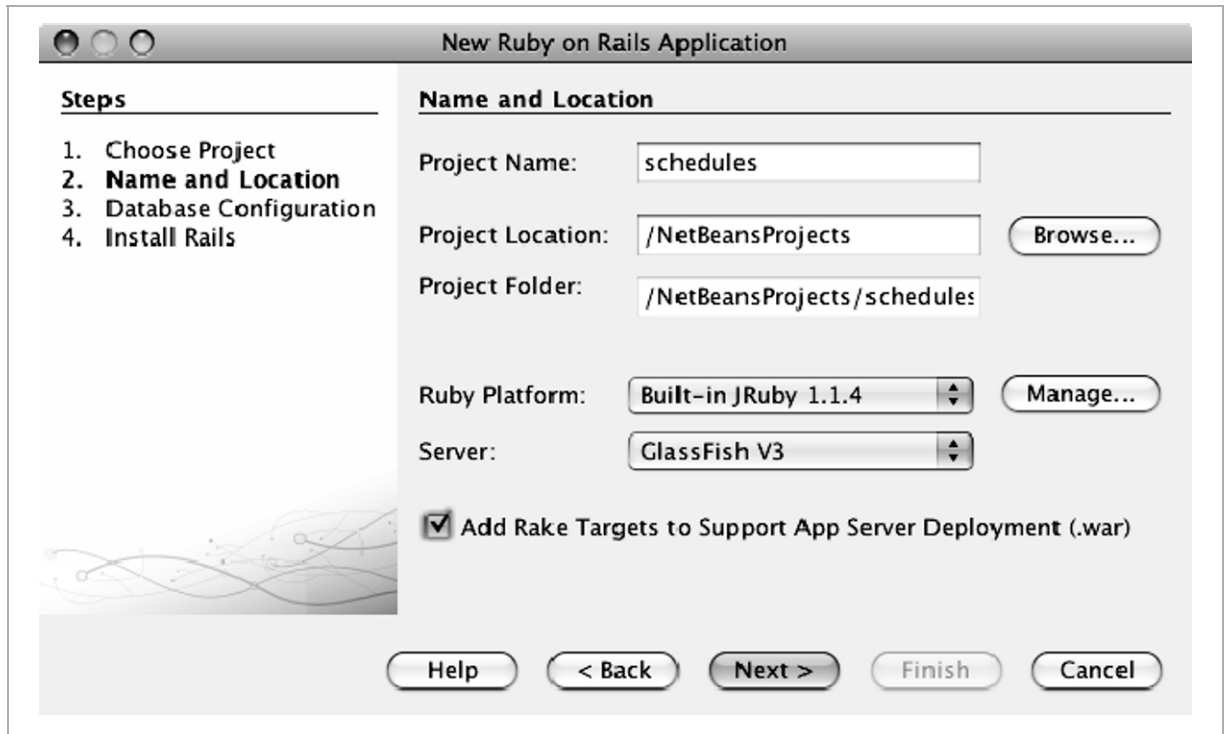 New Ruby on Rails Application
Steps
1. Choose Project
2. Name and Location
3. Database Configuration
4. Install Rails
Name and Location
Project Name: schedules
Project Location: /NetBeansProjects Browse...
Project Folder: /NetBeansProjects/schedules
Ruby Platform: Built-in JRuby 1.1.4 Manage...
Server: GlassFish V3
Add Rake Targets to Support App Server Deployment (.war)
Help < Back Next > Finish Cancel